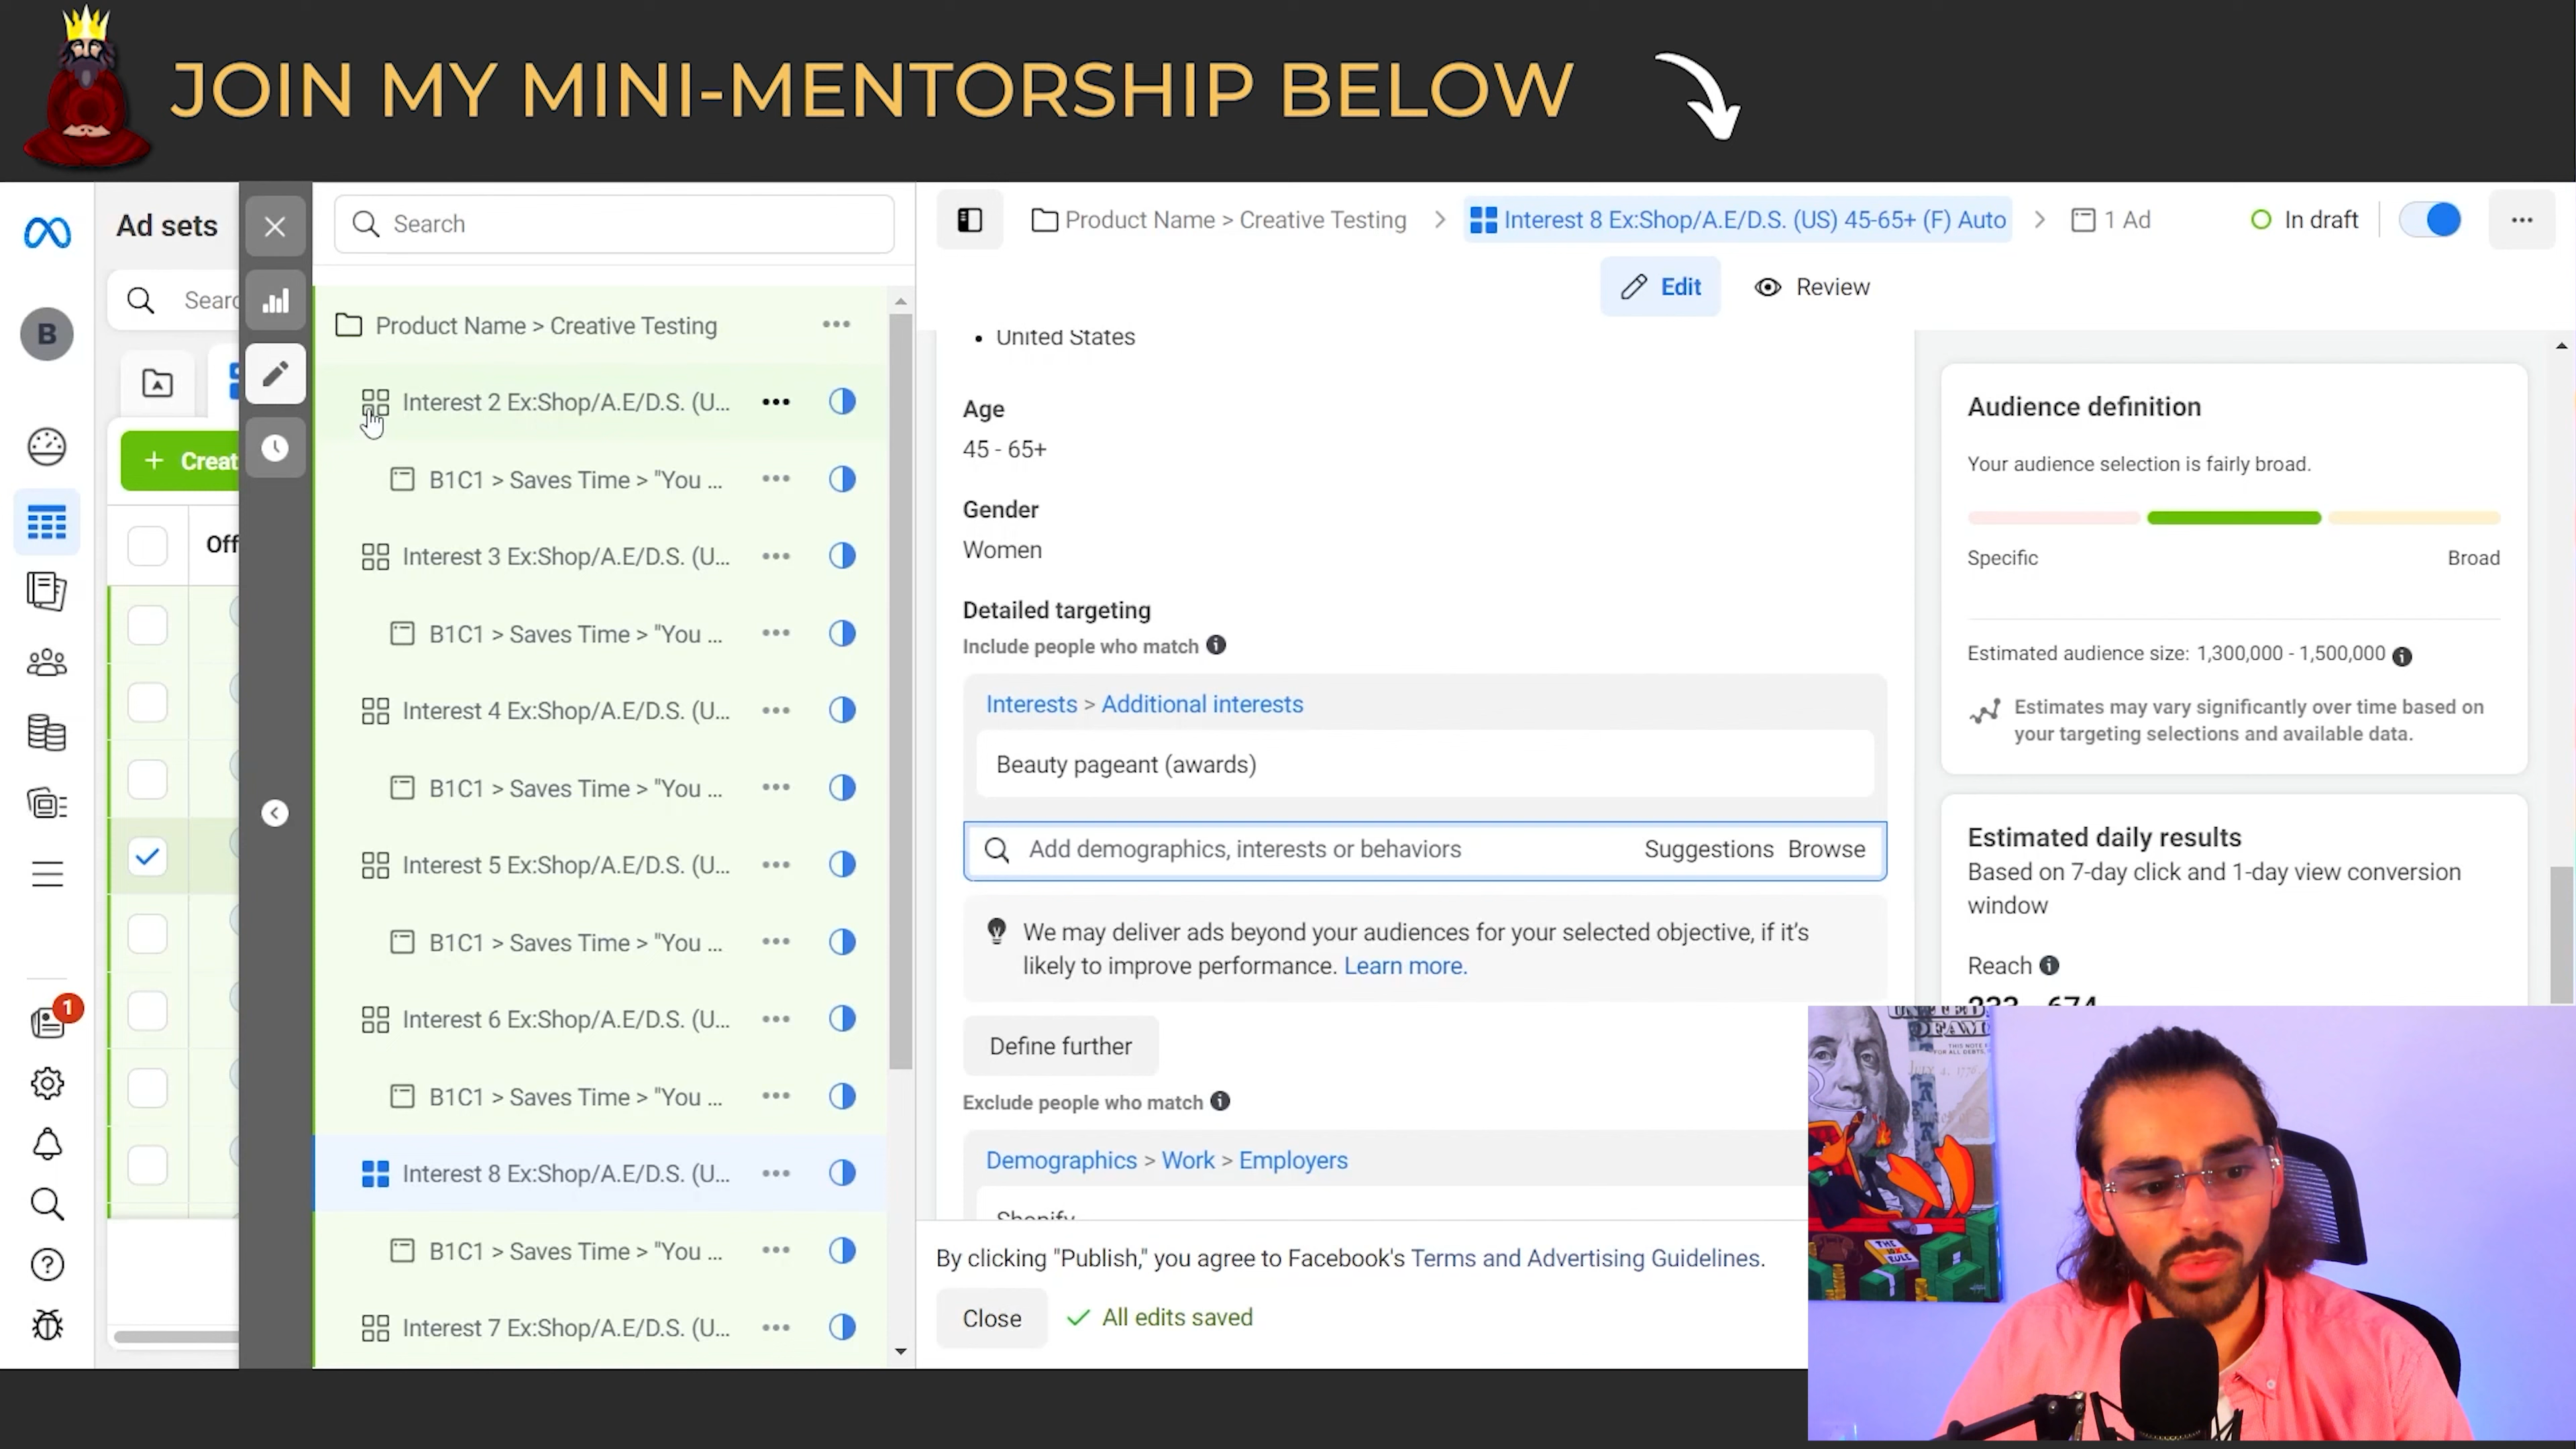 JOIN MY MINI-MENTORSHIP BELOW
Ad sets
Search
Product Name > Creative Testing
Interest 8 Ex:Shop/A.E/D.S. (US) 45-65+ (F) Auto
1 Ad
In draft
Edit
Review
B
Off
1
Product Name > Creative Testing
Interest 2 Ex:Shop/A.E/D.S. (U...
B1C1 > Saves Time > "You ...
Interest 3 Ex:Shop/A.E/D.S. (U...
B1C1 > Saves Time > "You ...
Interest 4 Ex:Shop/A.E/D.S. (U...
B1C1 > Saves Time > "You ...
Interest 5 Ex:Shop/A.E/D.S. (U...
B1C1 > Saves Time > "You ...
Interest 6 Ex:Shop/A.E/D.S. (U...
B1C1 > Saves Time > "You ...
Interest 8 Ex:Shop/A.E/D.S. (U...
B1C1 > Saves Time > "You ...
Interest 7 Ex:Shop/A.E/D.S. (U...
United States
Age
45 - 65+
Gender
Women
Detailed targeting
Include people who match
Interests > Additional interests
Beauty pageant (awards)
Add demographics, interests or behaviors
Suggestions Browse
We may deliver ads beyond your audiences for your selected objective, if it's
likely to improve performance. Learn more.
Define further
Exclude people who match
Demographics > Work > Employers
Shopify
By clicking "Publish," you agree to Facebook's Terms and Advertising Guidelines.
Close
All edits saved
Audience definition
Your audience selection is fairly broad.
Specific
Broad
Estimated audience size: 1,300,000 - 1,500,000
Estimates may vary significantly over time based on
your targeting selections and available data.
Estimated daily results
Based on 7-day click and 1-day view conversion
window
Reach
THE
RULE